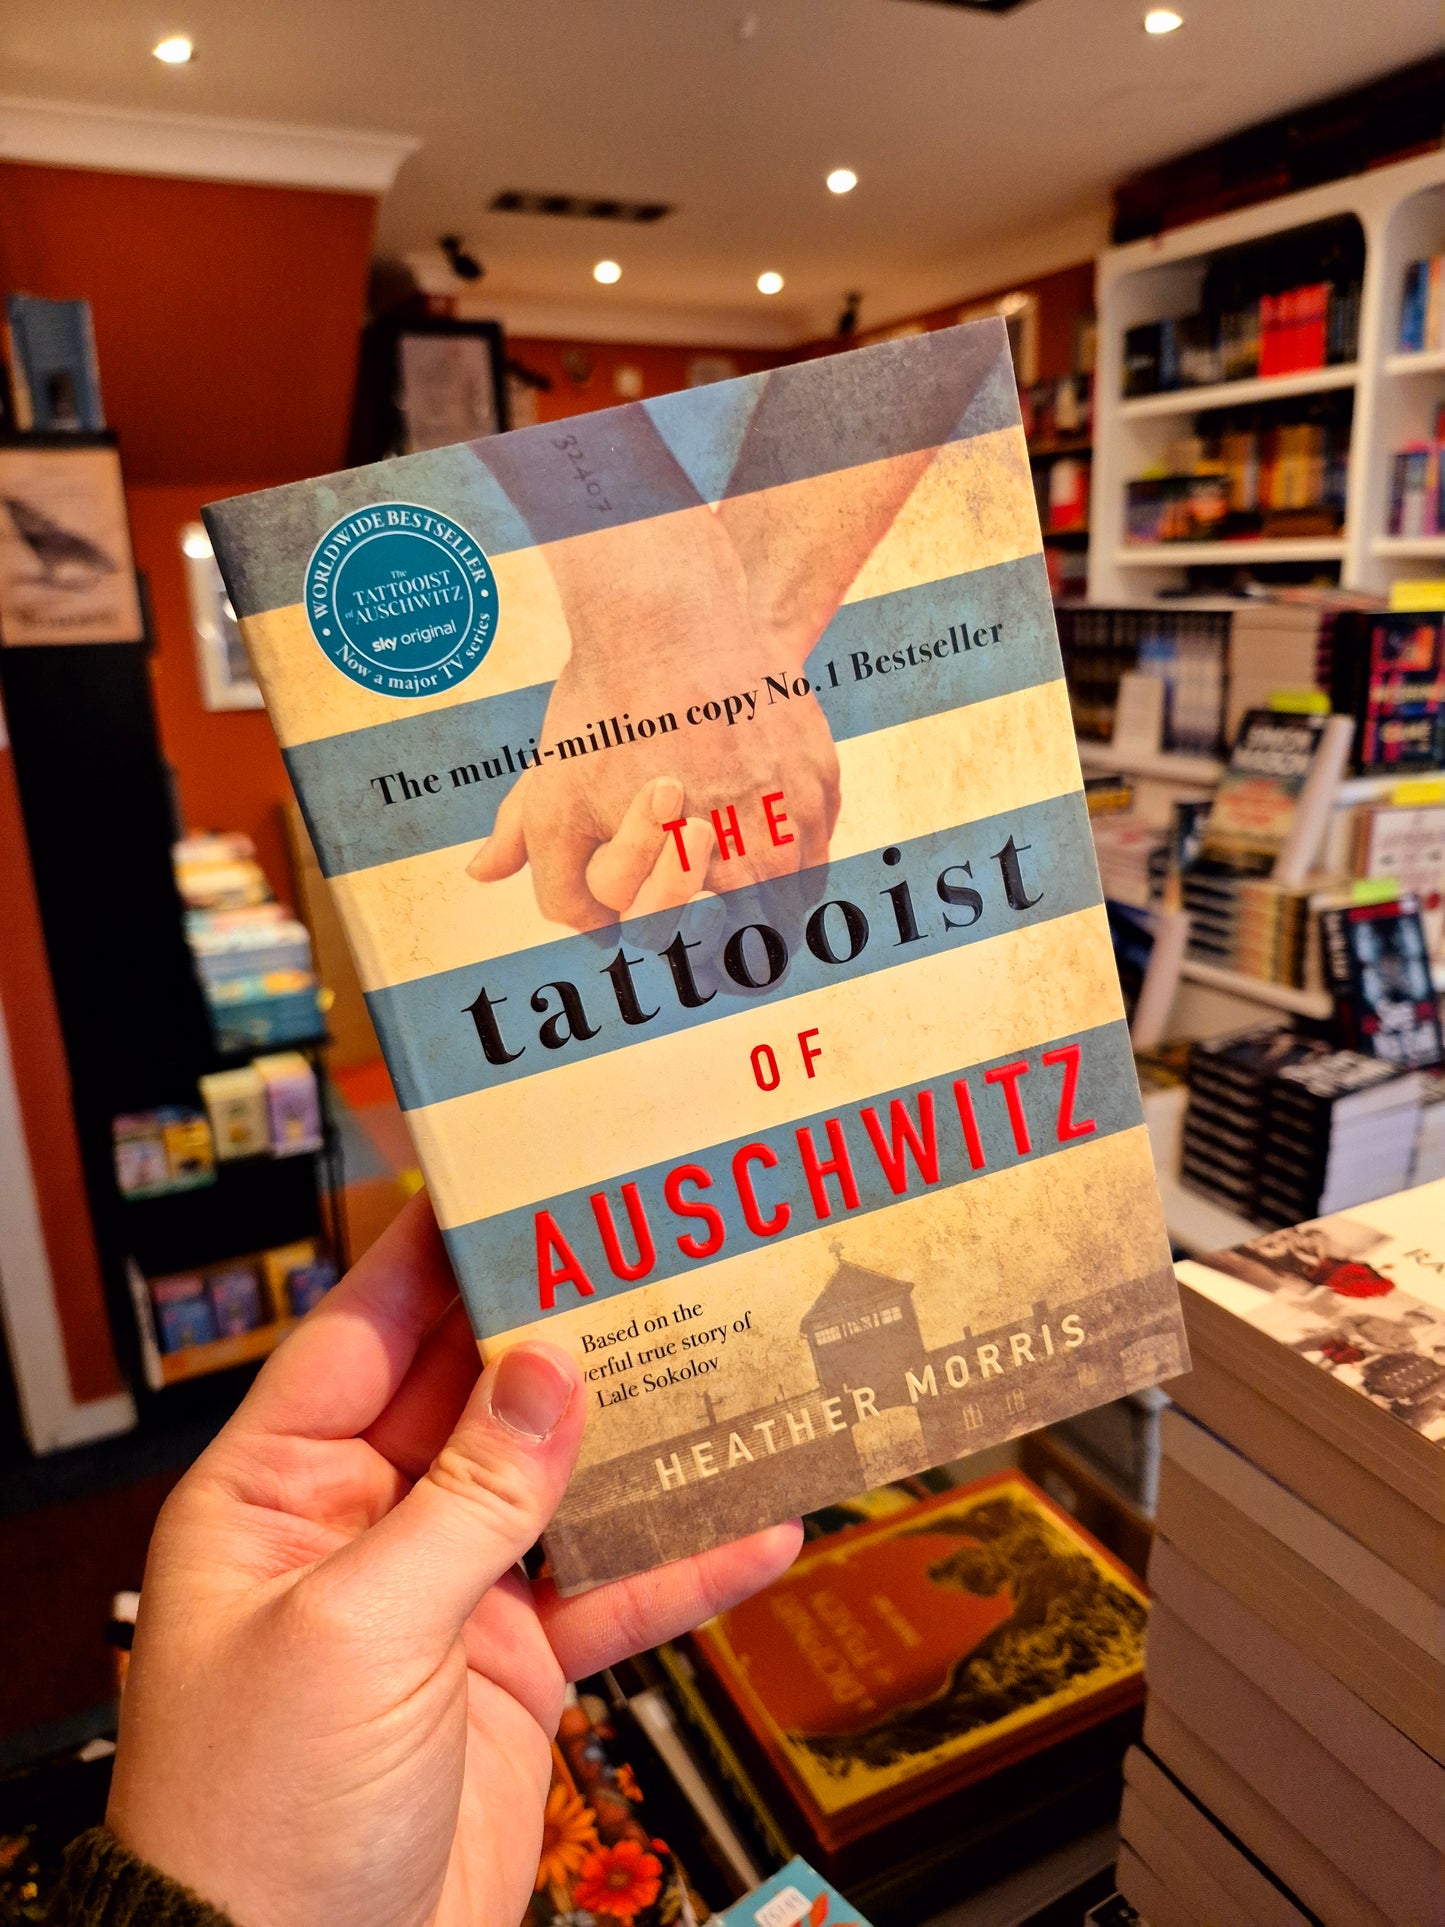 WORLDWIDE BESTSELLER
The
TATTOOIST
of AUSCHWITZ
sky original
Now a major TV series
32407
The multi-million copy No. 1 Bestseller
THE
tattooist
OF
AUSCHWITZ
Based on the
erful true story of
Lale Sokolov
HEATHER MORRIS
RA